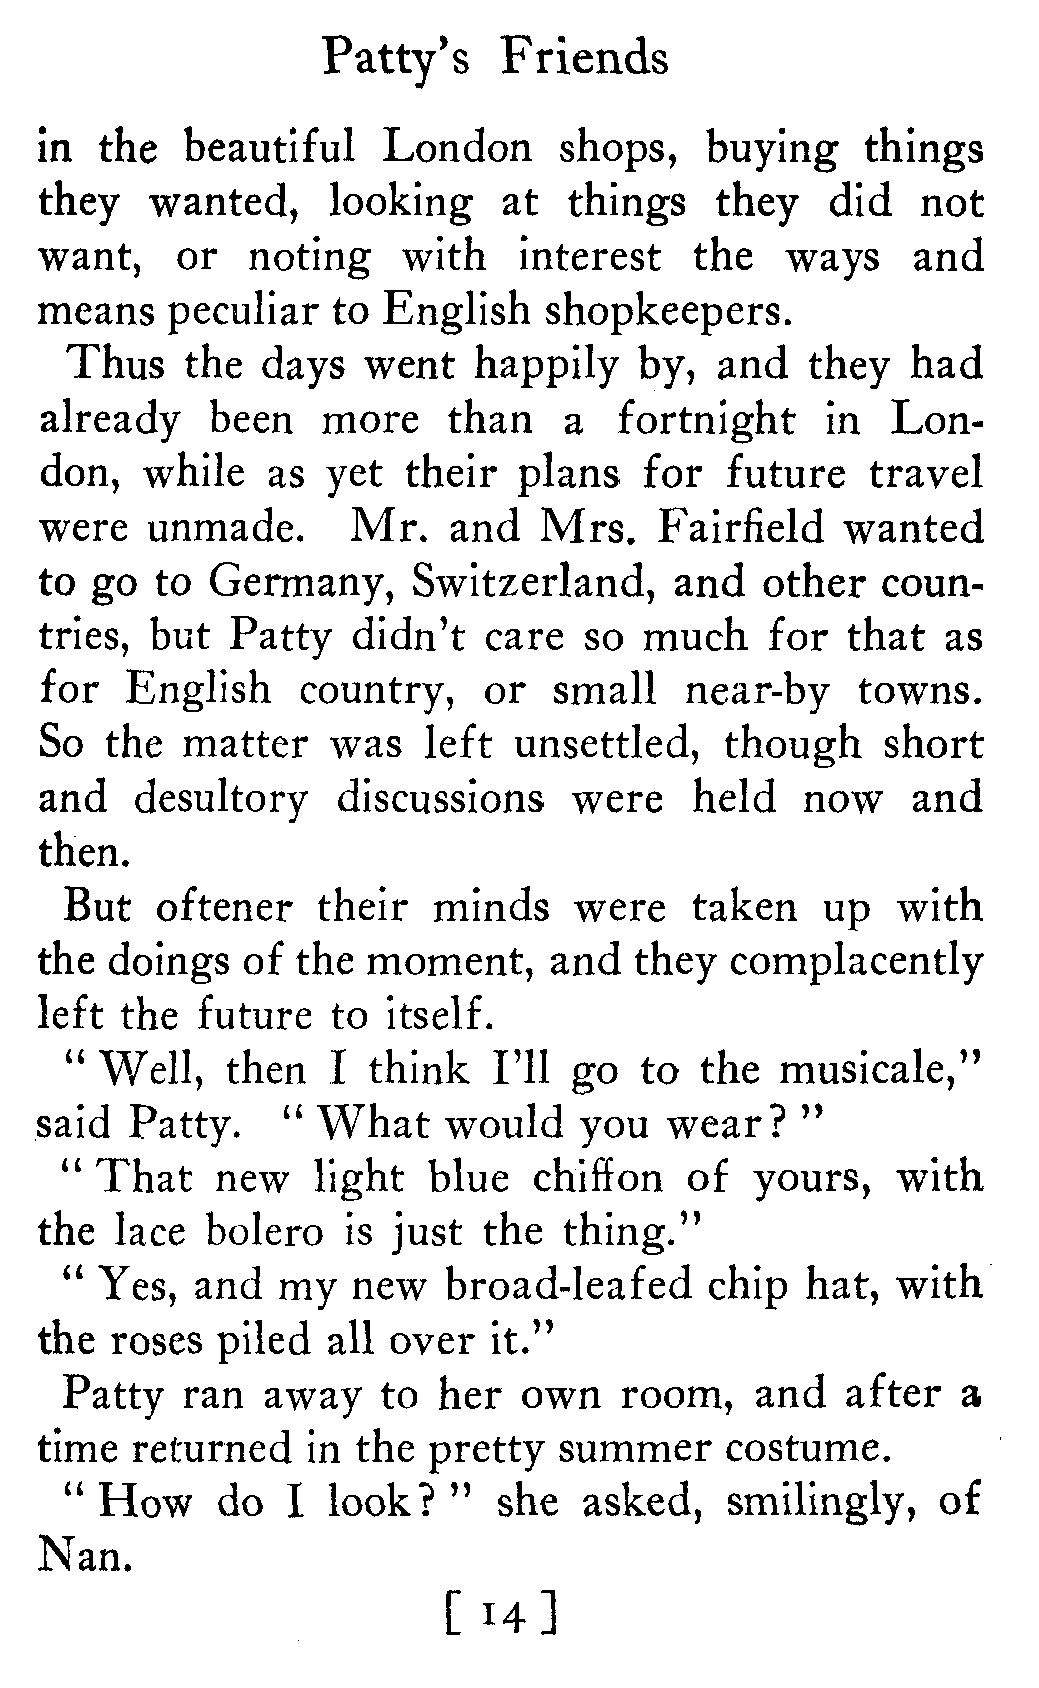 Patty's Friends
in the beautiful London shops, buying things
they wanted, looking at things they did not
want, or noting with interest the ways and
means peculiar to English shopkeepers.
Thus the days went happily by, and they had
already been more than a fortnight in Lon-
don, while as yet their plans for future travel
were unmade. Mr. and Mrs. Fairfield wanted
to go to Germany, Switzerland, and other coun-
tries, but Patty didn't care so much for that as
for English country, or small near-by towns.
So the matter was left unsettled, though short
and desultory discussions were held now and
then.
But oftener their minds were taken up with
the doings of the moment, and they complacently
left the future to itself.
" Well, then I think I'll go to the musicale,"
said Patty. " What would you wear? "
" That new light blue chiffon of yours, with
the lace bolero is just the thing."
" Yes, and my new broad-leafed chip hat, with
the roses piled all over it."
Patty ran away to her own room, and after a
time returned in the pretty summer costume.
" How do I look? " she asked, smilingly, of
Nan.
[ 14 ]